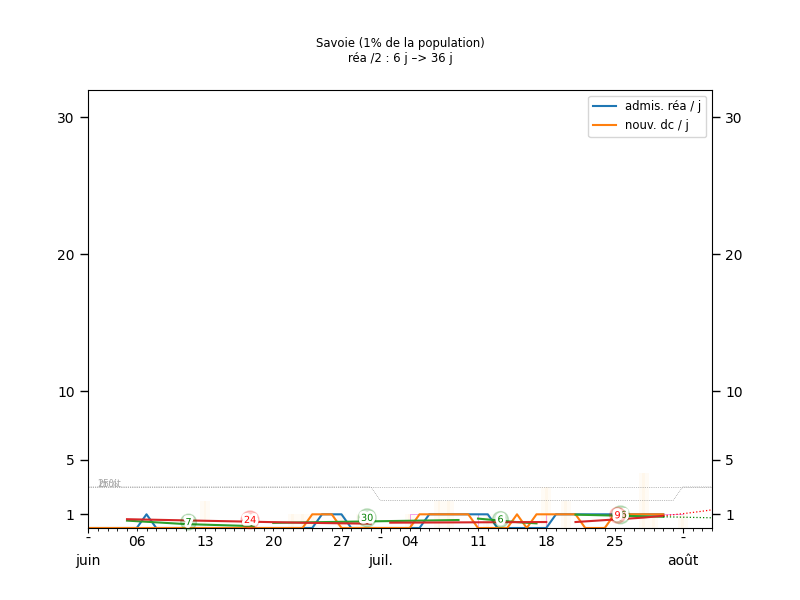 Savoie (1% de la population)
réa /2 : 6 j –> 36 j
admis. réa / j
nouv. dc / j
30 30
20 20
10 10
5 5
1 1
7 24 30 6
- 06 13 20 27 - 04 11 18 25 -
juin juil. août